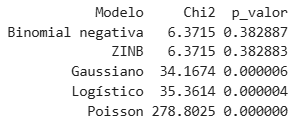 Modelo Chi2 p_valor
Binomial negativa 6.3715 0.382887
ZINB 6.3715 0.382883
Gaussiano 34.1674 0.000006
Logístico 35.3614 0.000004
Poisson 278.8025 0.000000